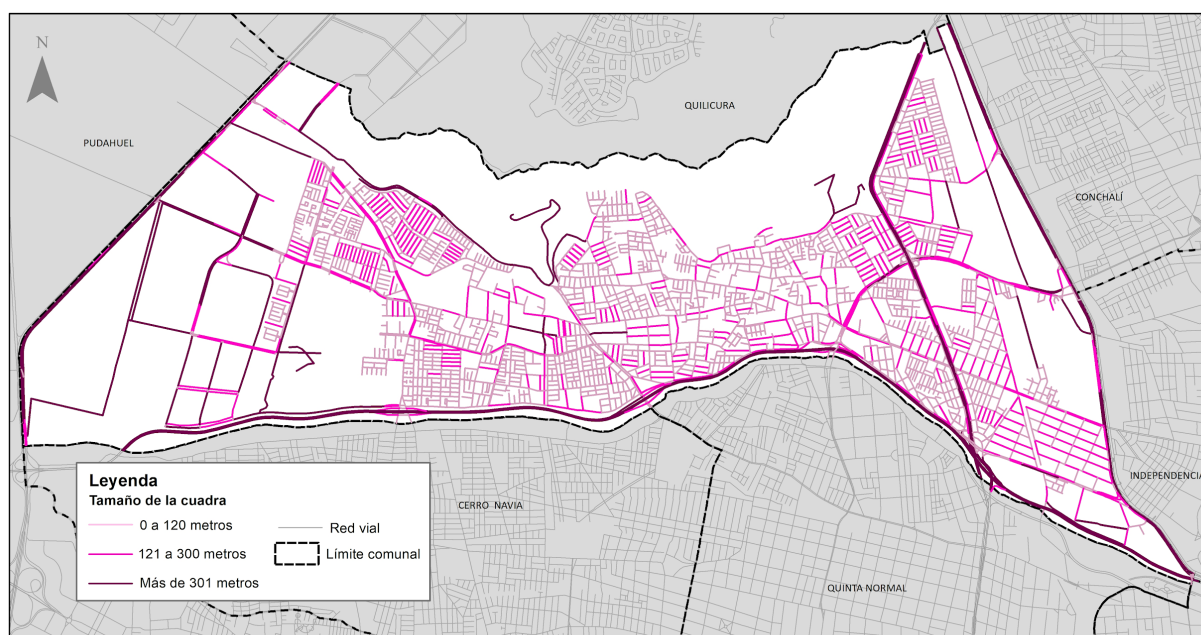 N
QUILICURA
PUDAHUEL
CONCHALÍ
INDEPENDENCIA
CERRO NAVIA
QUINTA NORMAL
Leyenda
Tamaño de la cuadra
0 a 120 metros
121 a 300 metros
Más de 301 metros
Red vial
Límite comunal